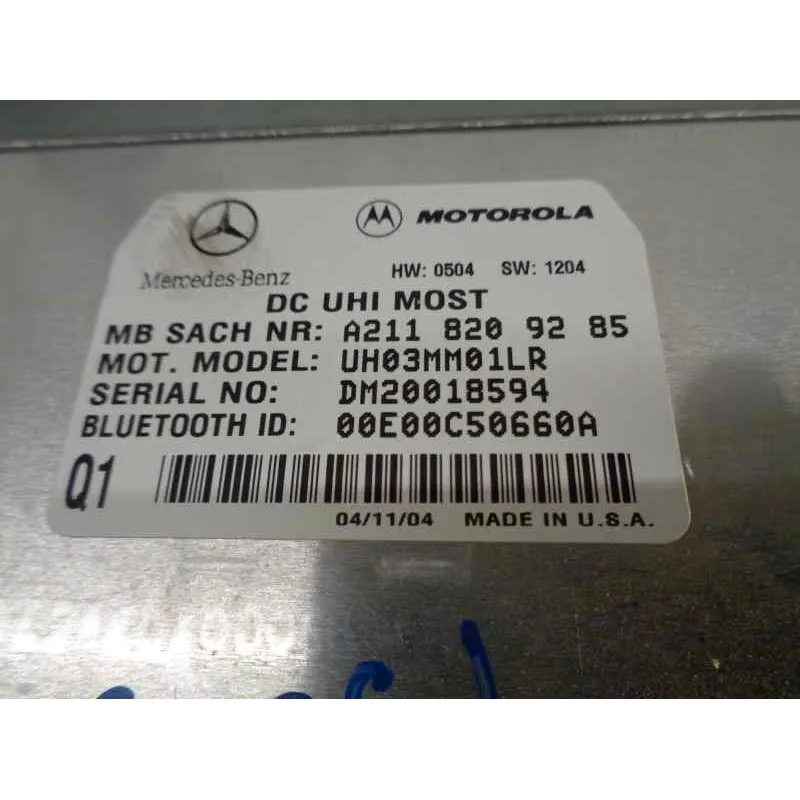 Mercedes-Benz
MOTOROLA
HW: 0504 SW: 1204
DC UHI MOST
MB SACH NR: A211 820 92 85
MOT. MODEL: UH03MM01LR
SERIAL NO: DM20018594
BLUETOOTH ID: 00E00C50660A
Q1
04/11/04 MADE IN U.S.A.